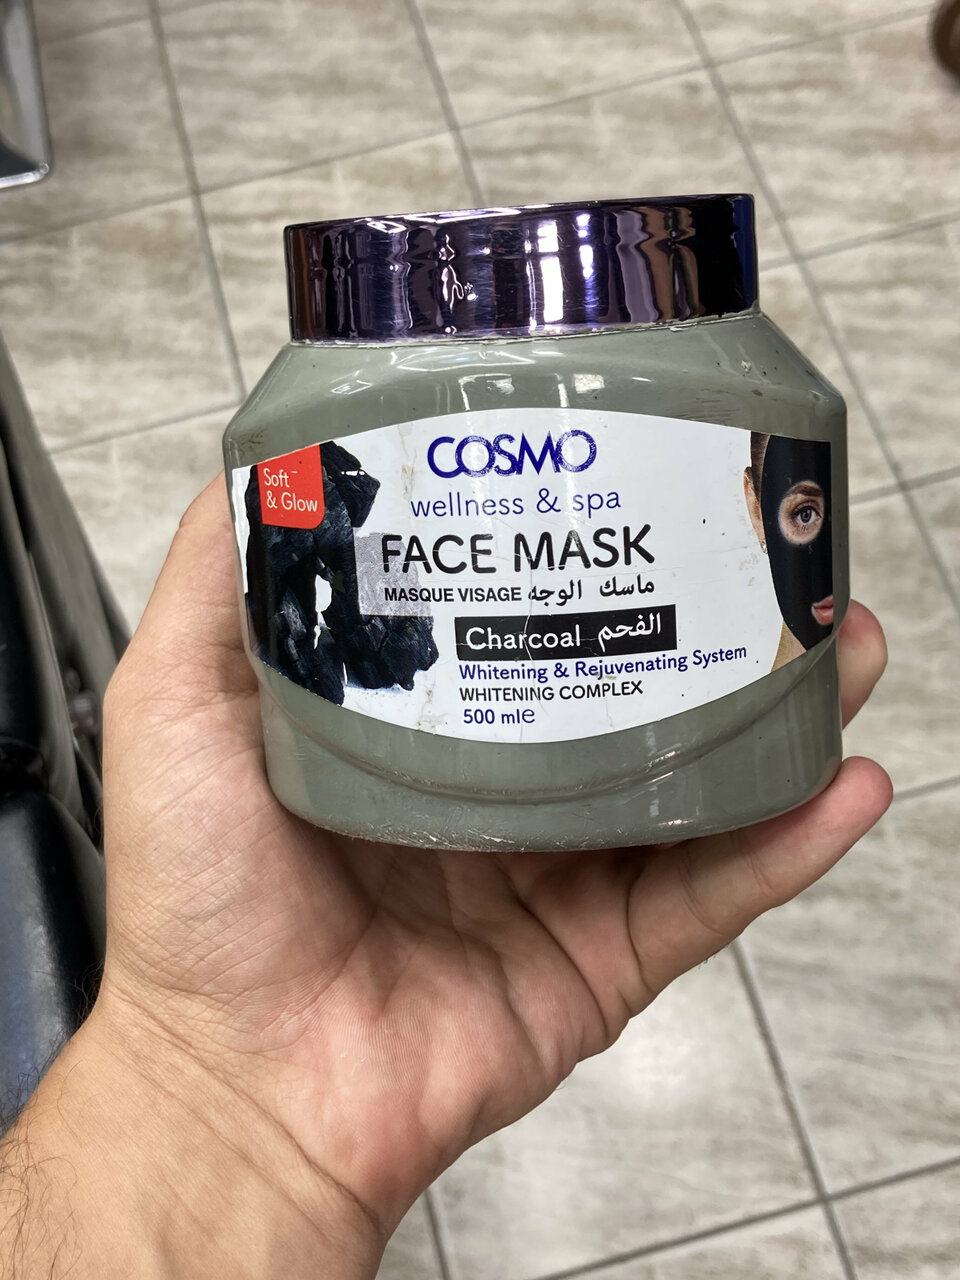 COSMO
wellness & spa
Soft~
& Glow
FACE MASK
MASQUE VISAGE ماسك الوجه
Charcoal الفحم
Whitening & Rejuvenating System
WHITENING COMPLEX
500 mle